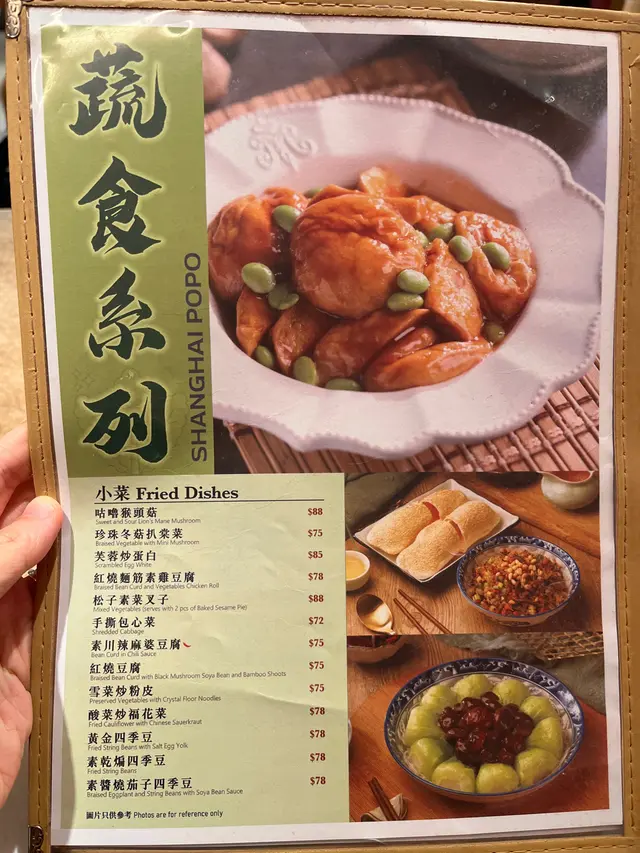 蔬食系列
SHANGHAI POPO
小菜 Fried Dishes
咕嚕猴頭菇 $88
Sweet and Sour Lion's Mane Mushroom
珍珠冬菇扒棠菜 $75
Braised Vegetable with Mini Mushroom
芙蓉炒蛋白 $85
Scrambled Egg White
紅燒麵筋素雞豆腐 $78
Braised Bean Curd and Vegetables Chicken Roll
松子素菜叉子 $88
Mixed Vegetables (serves with 2 pcs of Baked Sesame Pie)
手撕包心菜 $72
Shredded Cabbage
素川辣麻婆豆腐 $75
Bean Curd in Chili Sauce
紅燒豆腐 $75
Braised Bean Curd with Black Mushroom Soya Bean and Bamboo Shoots
雪菜炒粉皮 $75
Preserved Vegetables with Crystal Floor Noodles
酸菜炒福花菜 $78
Fried Cauliflower with Chinese Sauerkraut
黃金四季豆 $78
Fried String Beans with Salt Egg Yolk
素乾煸四季豆 $78
Fried String Beans
素醬燒茄子四季豆 $78
Braised Eggplant and String Beans with Soya Bean Sauce
圖片只供參考 Photos are for reference only